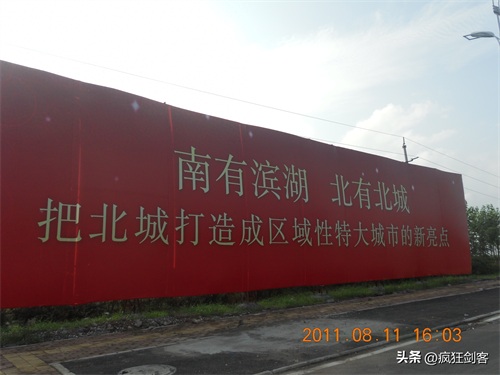 南有滨湖 北有北城
把北城打造成区域性特大城市的新亮点
2011.08.11 16:03
头条 @疯狂剑客